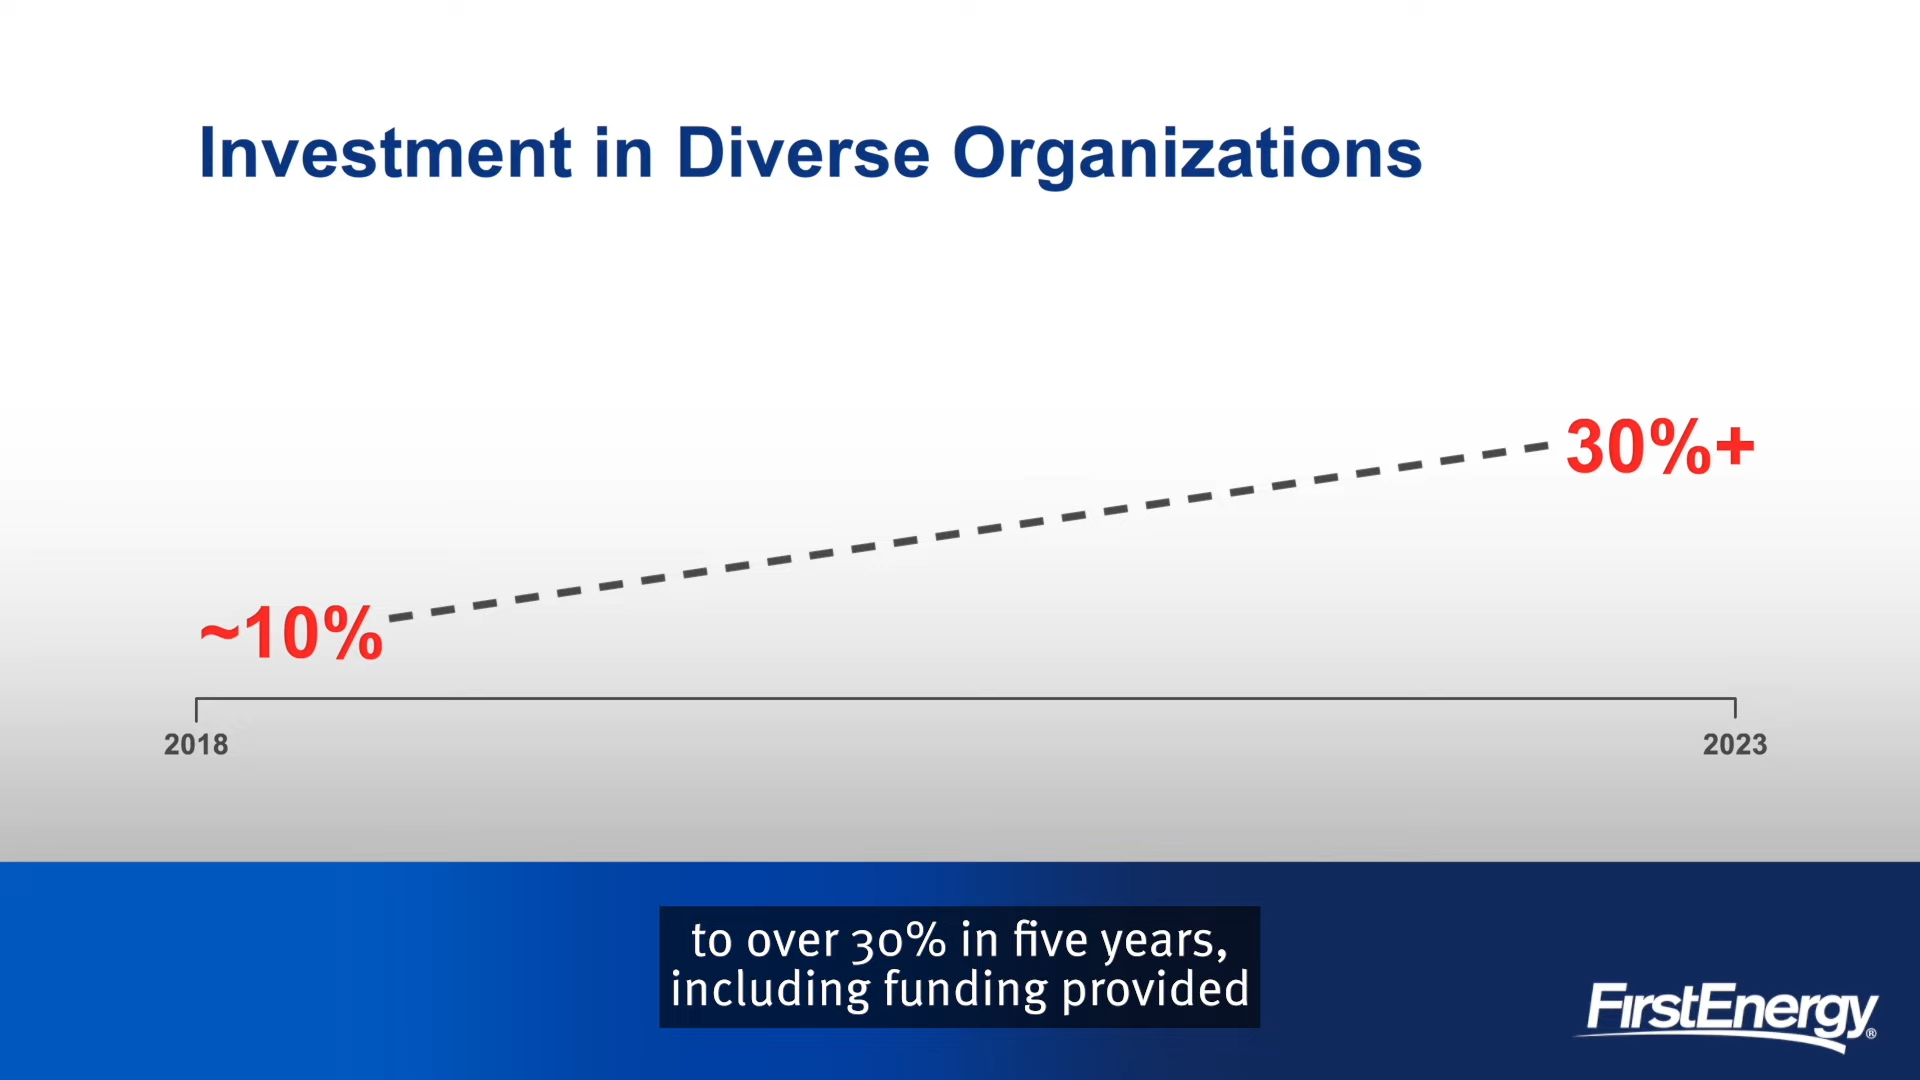 Investment in Diverse Organizations
30%+
~10%
2018
2023
to over 30% in five years,
including funding provided
FirstEnergy®